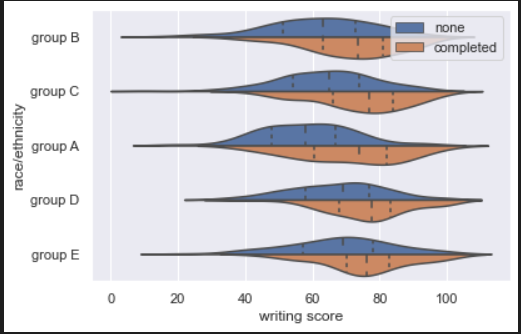 none
completed
group B
group C
group A
group D
group E
race/ethnicity
0 20 40 60 80 100
writing score